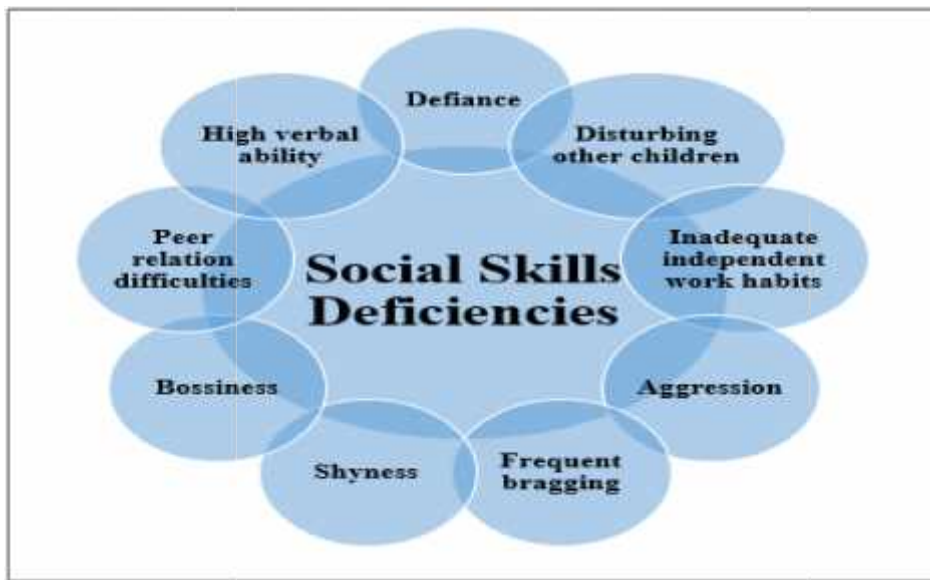 Defiance
Disturbing
other children
Inadequate
independent
work habits
Aggression
Frequent
bragging
Shyness
Bossiness
Peer
relation
difficulties
High verbal
ability
Social Skills
Deficiencies